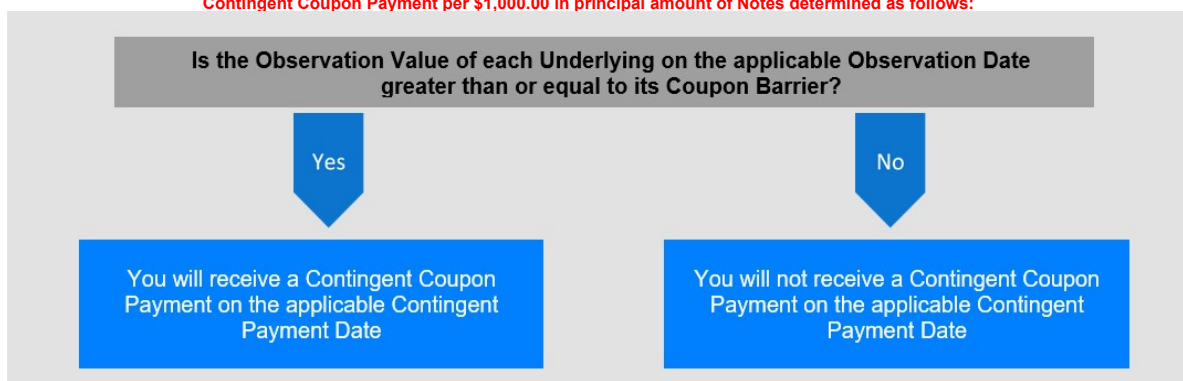 Contingent Coupon Payment per $1,000.00 in principal amount of Notes determined as follows:
Is the Observation Value of each Underlying on the applicable Observation Date
greater than or equal to its Coupon Barrier?
Yes
No
You will receive a Contingent Coupon
Payment on the applicable Contingent
Payment Date
You will not receive a Contingent Coupon
Payment on the applicable Contingent
Payment Date